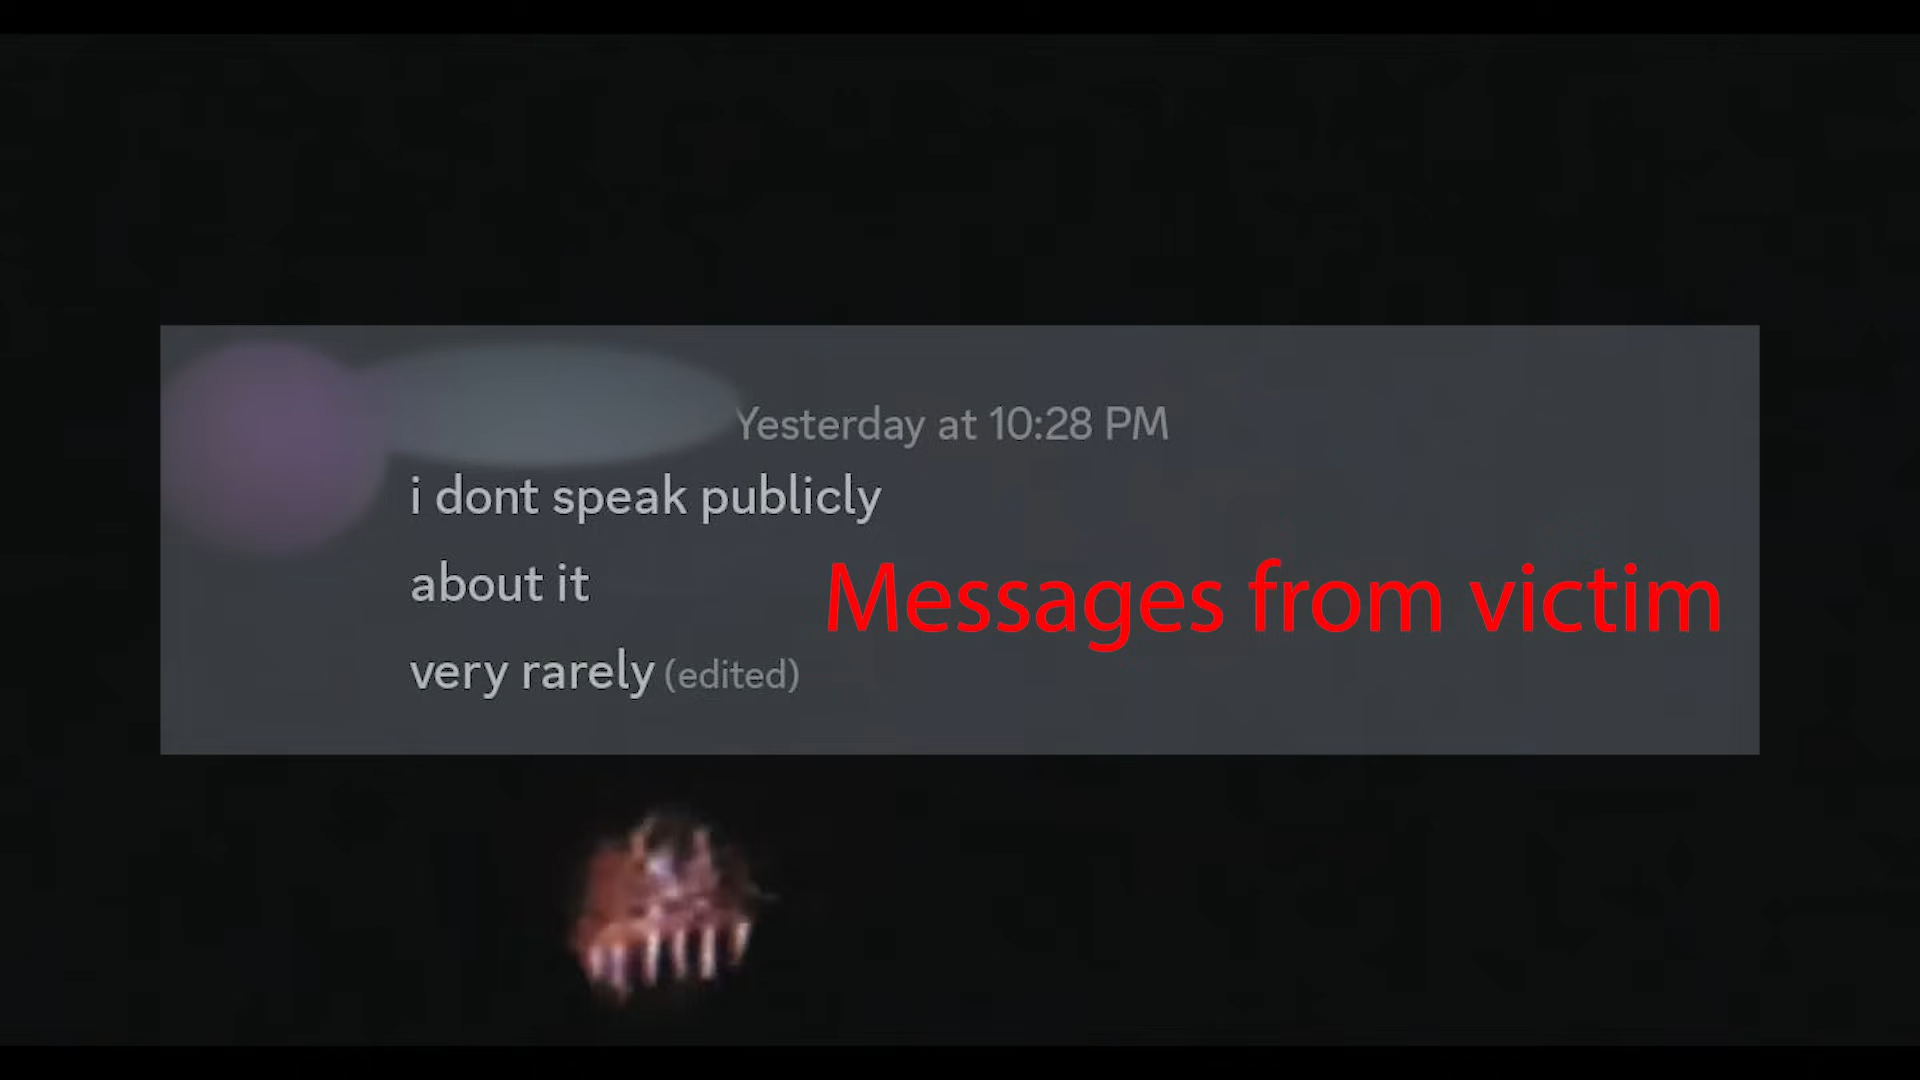 Yesterday at 10:28 PM
i dont speak publicly
about it
Messages from victim
very rarely (edited)